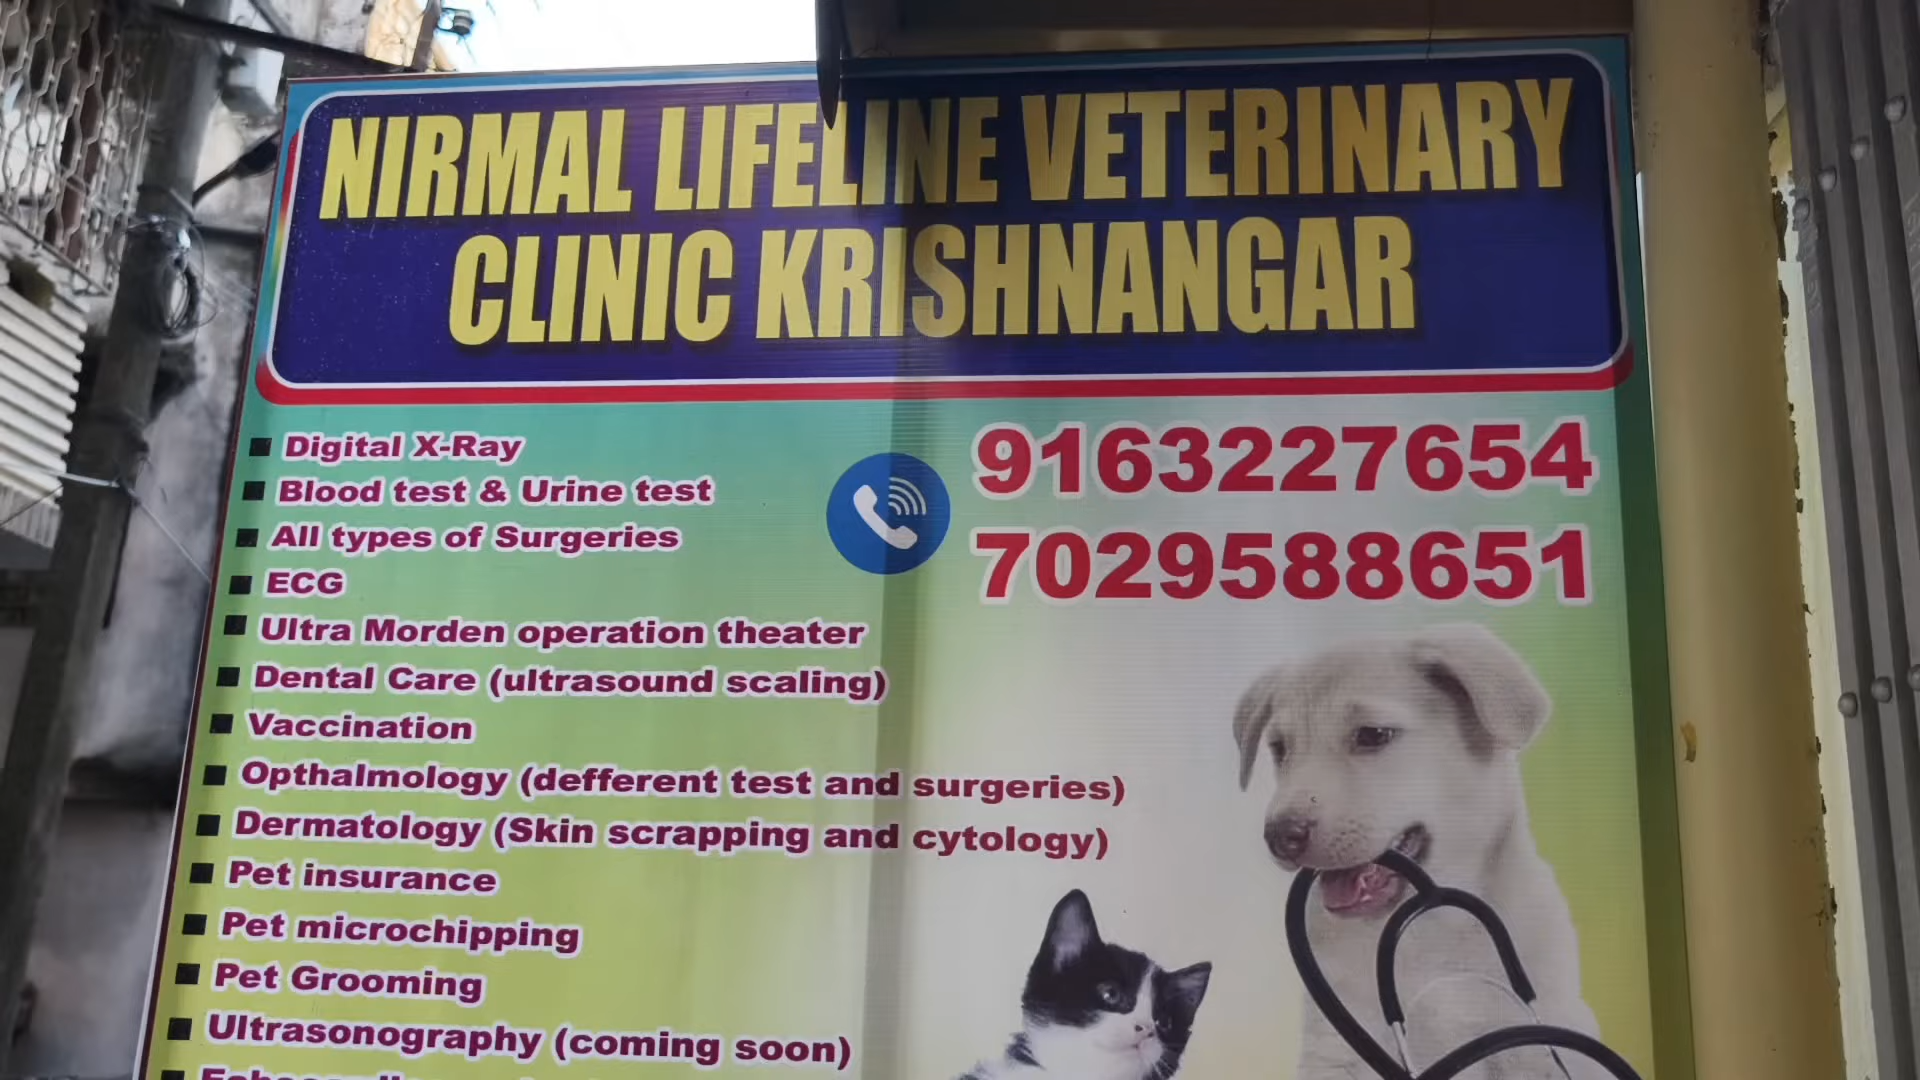 NIRMAL LIFELINE VETERINARY
CLINIC KRISHNANGAR
9163227654
7029588651
Digital X-Ray
Blood test & Urine test
All types of Surgeries
ECG
Ultra Morden operation theater
Dental Care (ultrasound scaling)
Vaccination
Opthalmology (defferent test and surgeries)
Dermatology (Skin scrapping and cytology)
Pet insurance
Pet microchipping
Pet Grooming
Ultrasonography (coming soon)